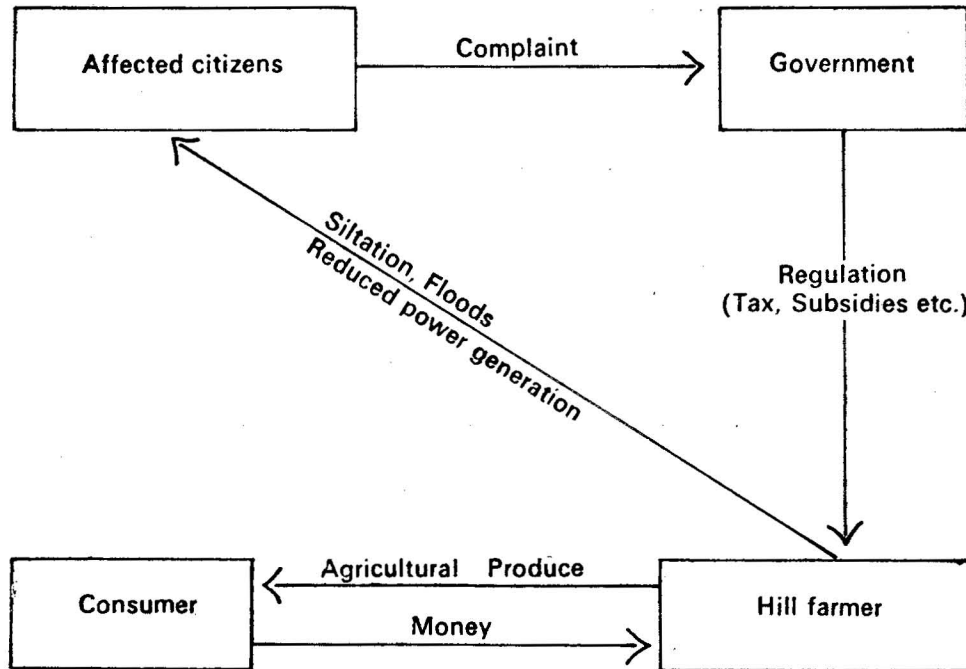 Affected citizens
Complaint
Government
Siltation, Floods
Reduced power generation
Regulation
(Tax, Subsidies etc.)
Agricultural Produce
Consumer
Money
Hill farmer